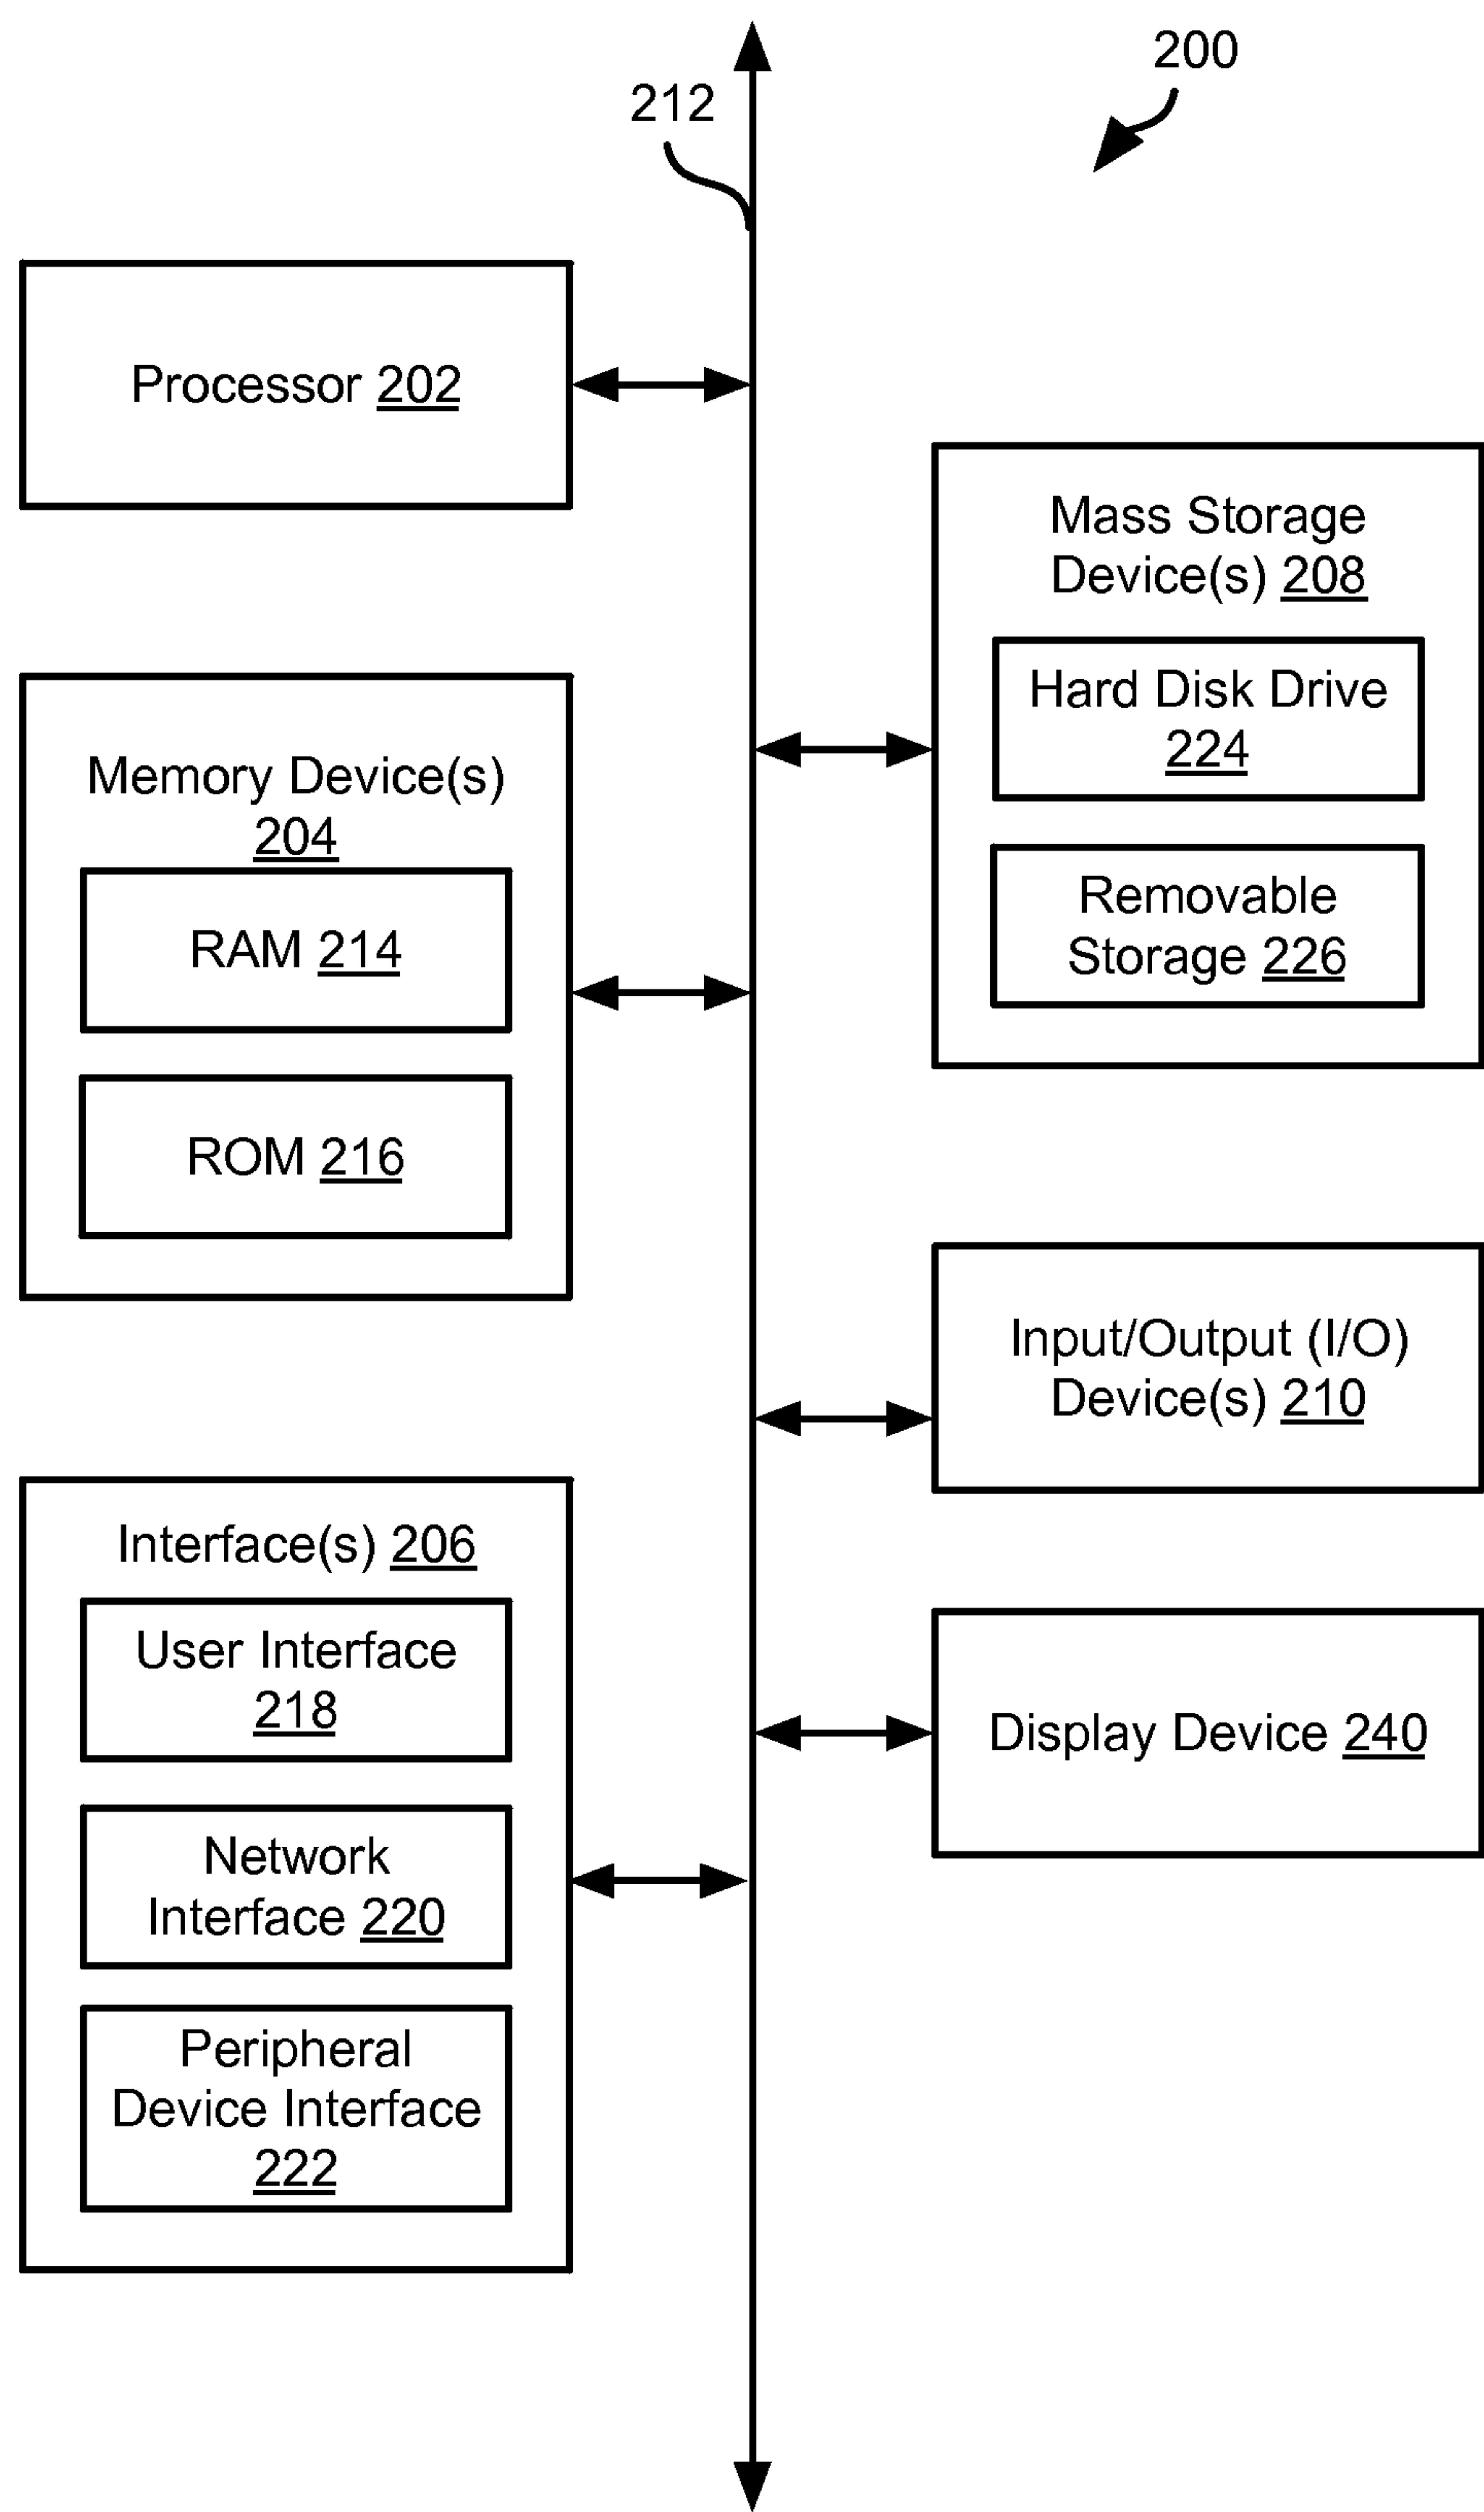 200
212
Processor 202
Mass Storage
Device(s) 208
Hard Disk Drive
224
Removable
Storage 226
Memory Device(s)
204
RAM 214
ROM 216
Input/Output (I/O)
Device(s) 210
Interface(s) 206
User Interface
218
Network
Interface 220
Peripheral
Device Interface
222
Display Device 240